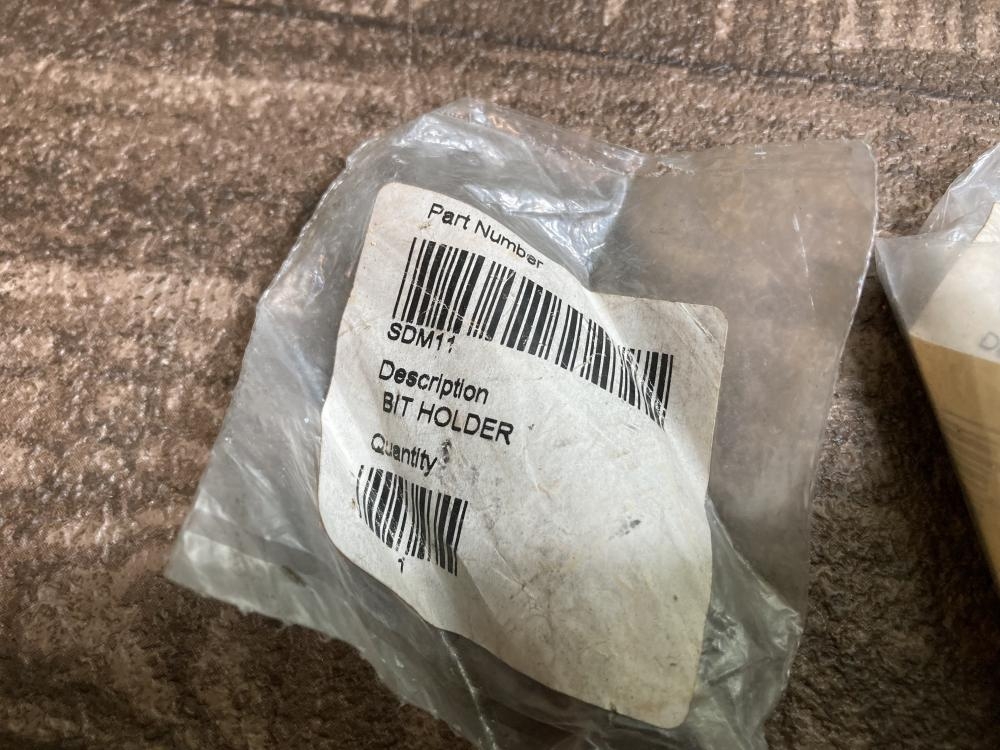 Part Number
SDM11
Description
BIT HOLDER
Quantity
1